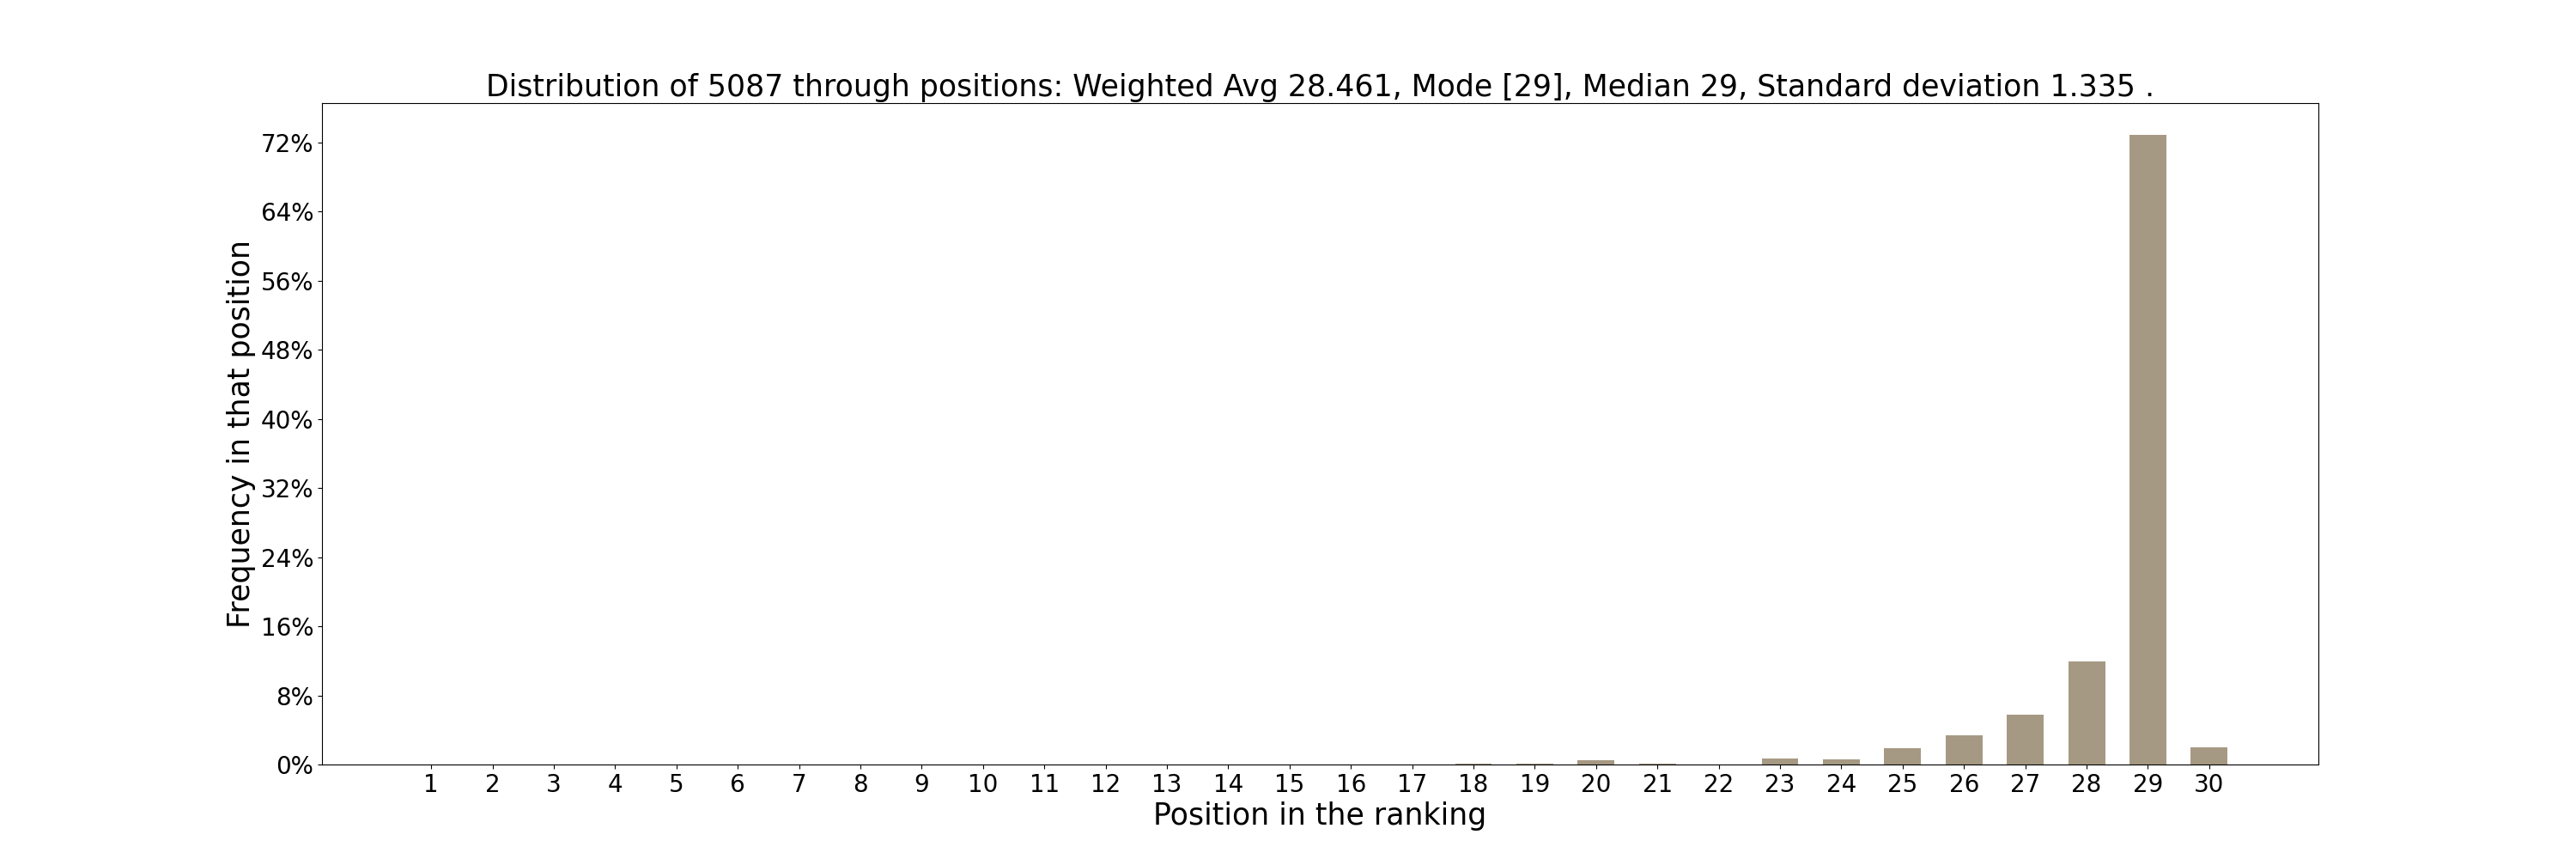 Distribution of 5087 through positions: Weighted Avg 28.461, Mode [29], Median 29, Standard deviation 1.335 .
Frequency in that position
72%
64%
56%
48%
40%
32%
24%
16%
8%
0%
1 2 3 4 5 6 7 8 9 10 11 12 13 14 15 16 17 18 19 20 21 22 23 24 25 26 27 28 29 30
Position in the ranking